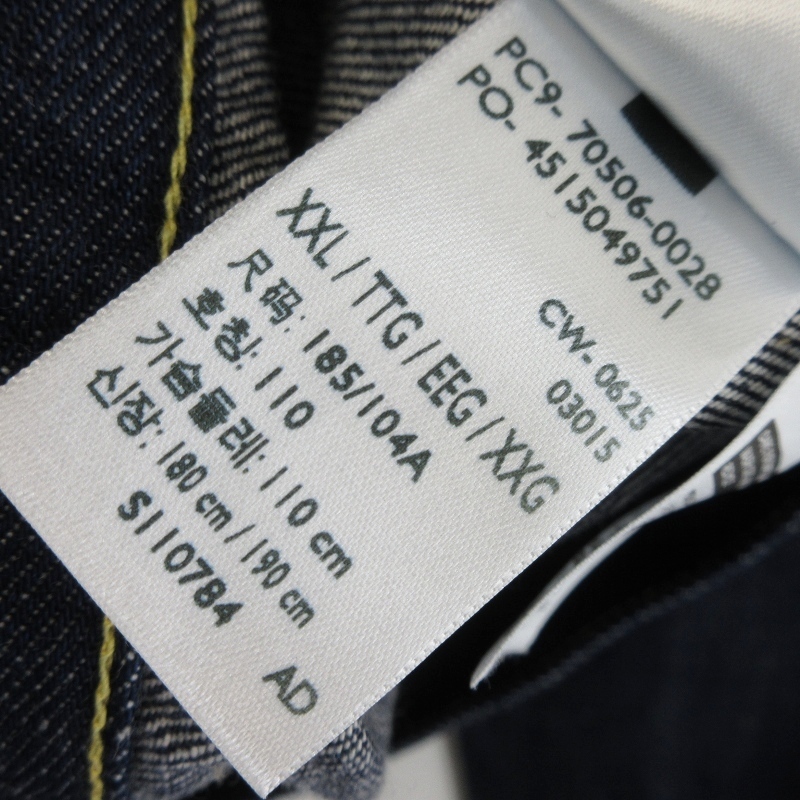 PC9- 70506-0028
PO- 4515049751
CW- 0625
03015
XXL / TTG / EEG / XXG
尺码: 185/104A
호칭: 110
가슴둘레: 110 cm
신장: 180 cm / 190 cm
S110784
AD